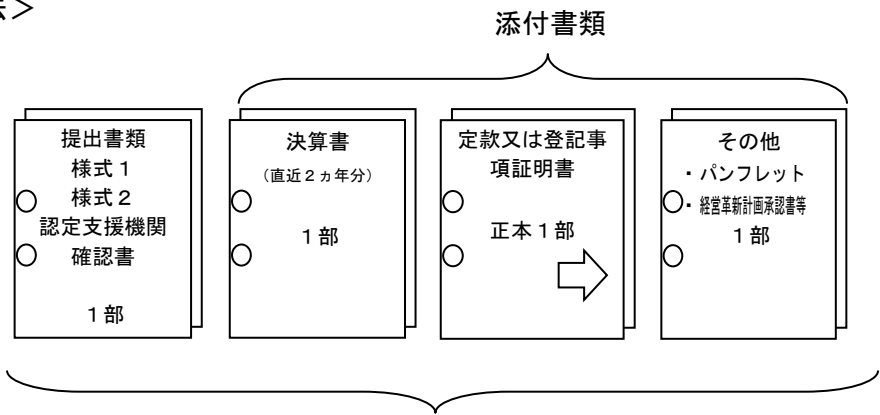 法＞
添付書類
提出書類
様式１
様式２
認定支援機関
確認書
１部
決算書
（直近２ヵ年分）
１部
定款又は登記事
項証明書
正本１部
その他
・パンフレット
・経営革新計画承認書等
１部